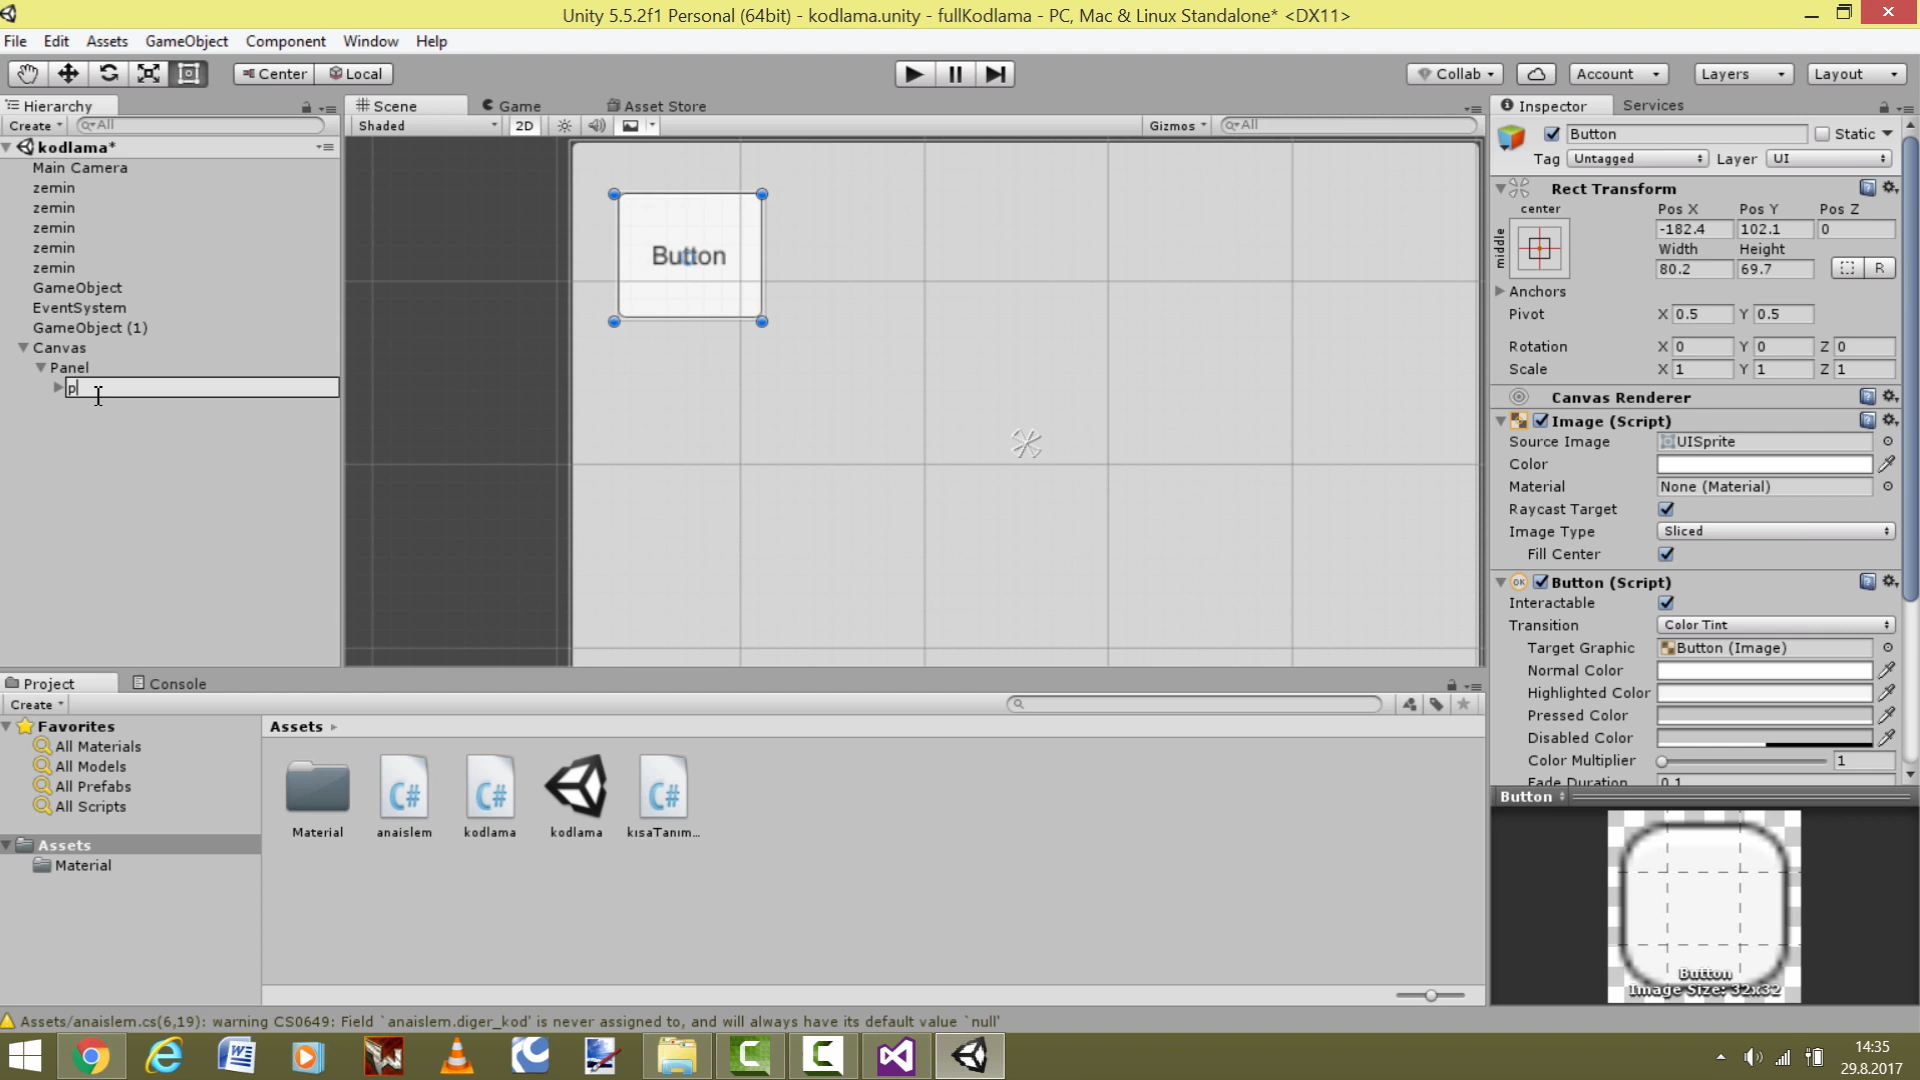 Unity 5.5.2f1 Personal (64bit) - kodlama.unity - fullKodlama - PC, Mac & Linux Standalone* <DX11>
File Edit Assets GameObject Component Window Help
Center Local Collab Account Layers Layout
Hierarchy
Create All
kodlama*
Main Camera
zemin
zemin
zemin
zemin
zemin
GameObject
EventSystem
GameObject (1)
Canvas
Panel
p
Scene Game Asset Store
Shaded 2D Gizmos All
Button
Inspector Services
Button Static
Tag Untagged Layer UI
Rect Transform
center
middle
Pos X Pos Y Pos Z
-182.4 102.1 0
Width Height
80.2 69.7 R
Anchors
Pivot X 0.5 Y 0.5
Rotation X 0 Y 0 Z 0
Scale X 1 Y 1 Z 1
Canvas Renderer
Image (Script)
Source Image UISprite
Color
Material None (Material)
Raycast Target
Image Type Sliced
Fill Center
OK Button (Script)
Interactable
Transition Color Tint
Target Graphic Button (Image)
Normal Color
Highlighted Color
Pressed Color
Disabled Color
Color Multiplier 1
Fade Duration 0.1
Button
Button
Image Size: 32x32
Project Console
Create
Favorites
All Materials
All Models
All Prefabs
All Scripts
Assets
Material
Assets
C# C# C#
Material anaislem kodlama kodlama kısaTanım...
Assets/anaislem.cs(6,19): warning CS0649: Field `anaislem.diger_kod' is never assigned to, and will always have its default value `null'
14:35
29.8.2017